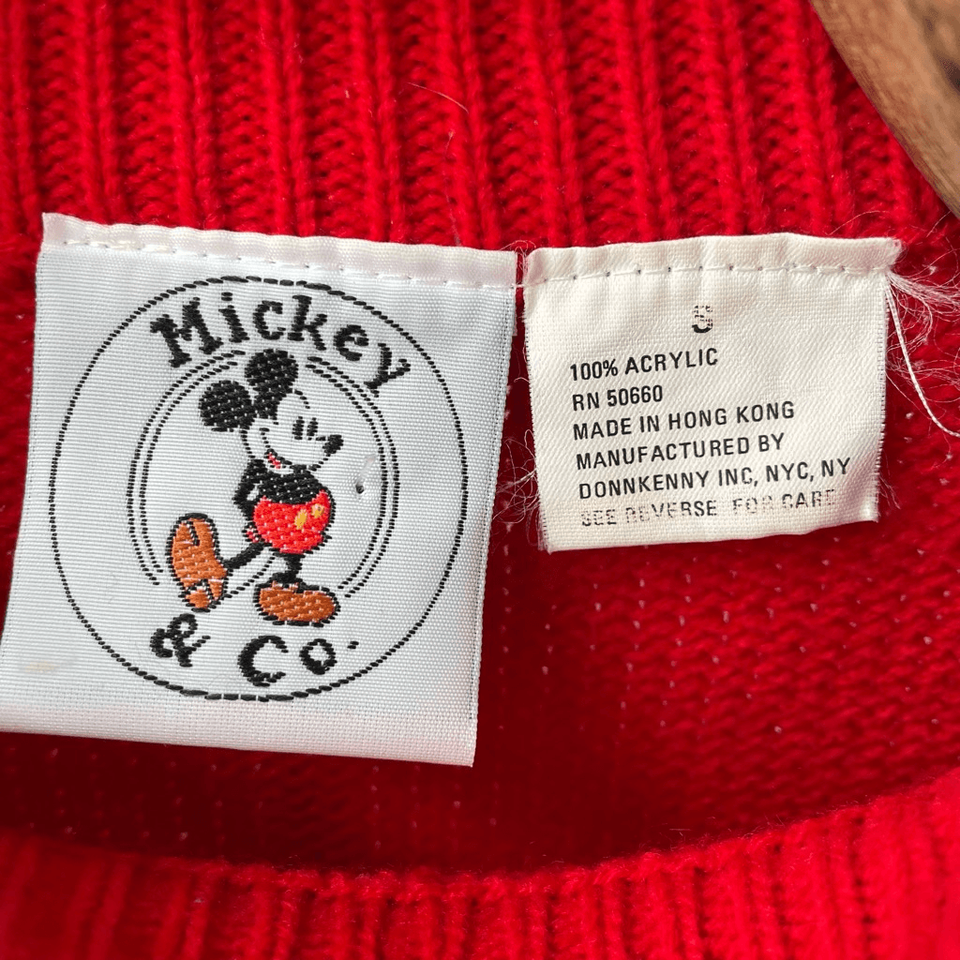 Mickey
& Co.
S
100% ACRYLIC
RN 50660
MADE IN HONG KONG
MANUFACTURED BY
DONNKENNY INC, NYC, NY
SEE REVERSE FOR CARE